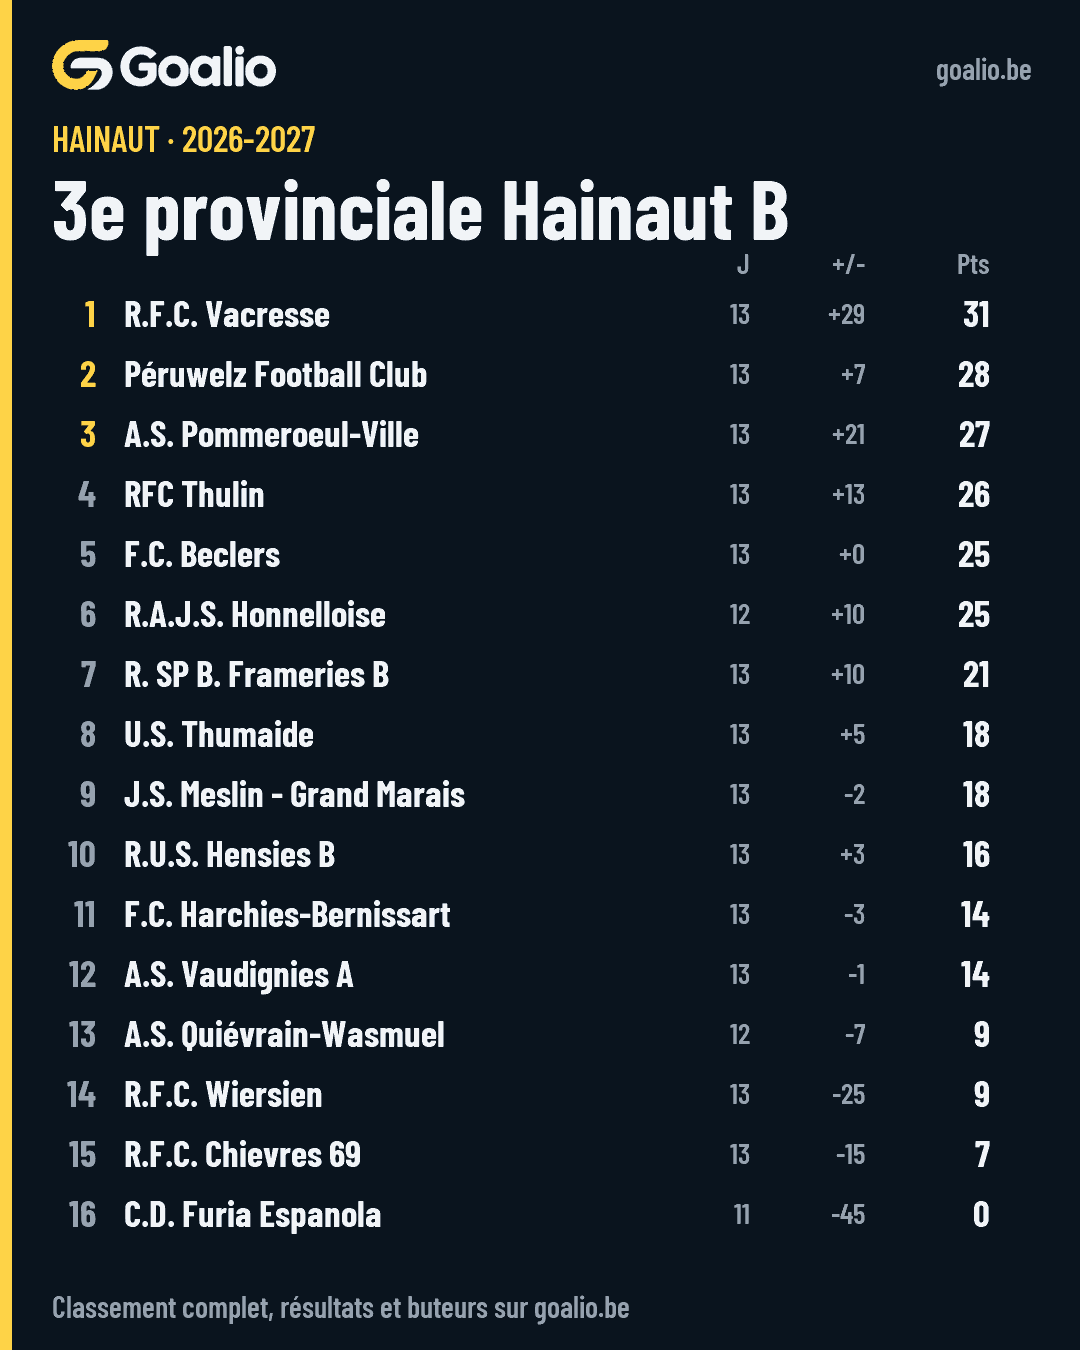 Goalio
goalio.be
HAINAUT · 2026-2027
3e provinciale Hainaut B
J +/- Pts
1 R.F.C. Vacresse 13 +29 31
2 Péruwelz Football Club 13 +7 28
3 A.S. Pommeroeul-Ville 13 +21 27
4 RFC Thulin 13 +13 26
5 F.C. Beclers 13 +0 25
6 R.A.J.S. Honnelloise 12 +10 25
7 R. SP B. Frameries B 13 +10 21
8 U.S. Thumaide 13 +5 18
9 J.S. Meslin - Grand Marais 13 -2 18
10 R.U.S. Hensies B 13 +3 16
11 F.C. Harchies-Bernissart 13 -3 14
12 A.S. Vaudignies A 13 -1 14
13 A.S. Quiévrain-Wasmuel 12 -7 9
14 R.F.C. Wiersien 13 -25 9
15 R.F.C. Chievres 69 13 -15 7
16 C.D. Furia Espanola 11 -45 0
Classement complet, résultats et buteurs sur goalio.be